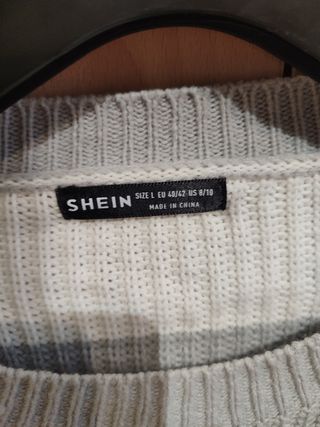 SHEIN SIZE L EU 40/42 US 8/10
MADE IN CHINA